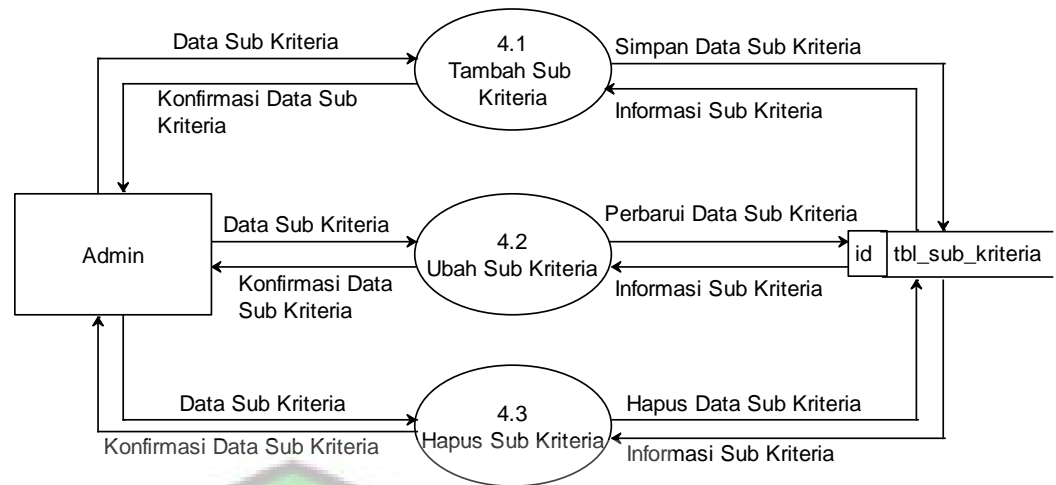 Data Sub Kriteria
4.1
Tambah Sub
Kriteria
Simpan Data Sub Kriteria
Konfirmasi Data Sub
Kriteria
Informasi Sub Kriteria
Admin
Data Sub Kriteria
4.2
Ubah Sub Kriteria
Perbarui Data Sub Kriteria
id
tbl_sub_kriteria
Konfirmasi Data
Sub Kriteria
Informasi Sub Kriteria
Data Sub Kriteria
4.3
Hapus Sub Kriteria
Hapus Data Sub Kriteria
Konfirmasi Data Sub Kriteria
Informasi Sub Kriteria